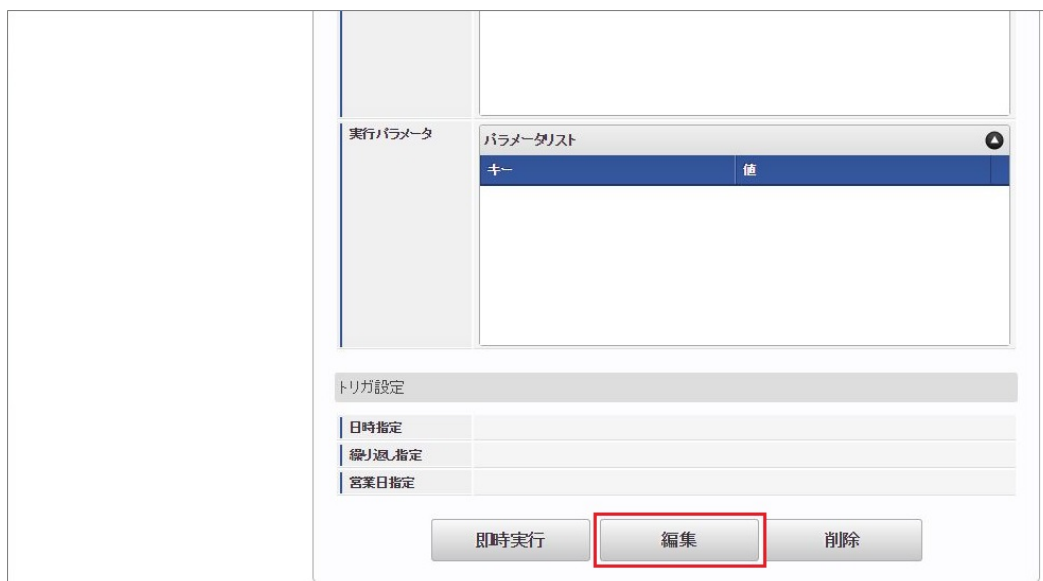 実行パラメータ
パラメータリスト
キー 値
トリガ設定
日時指定
繰り返し指定
営業日指定
即時実行 編集 削除